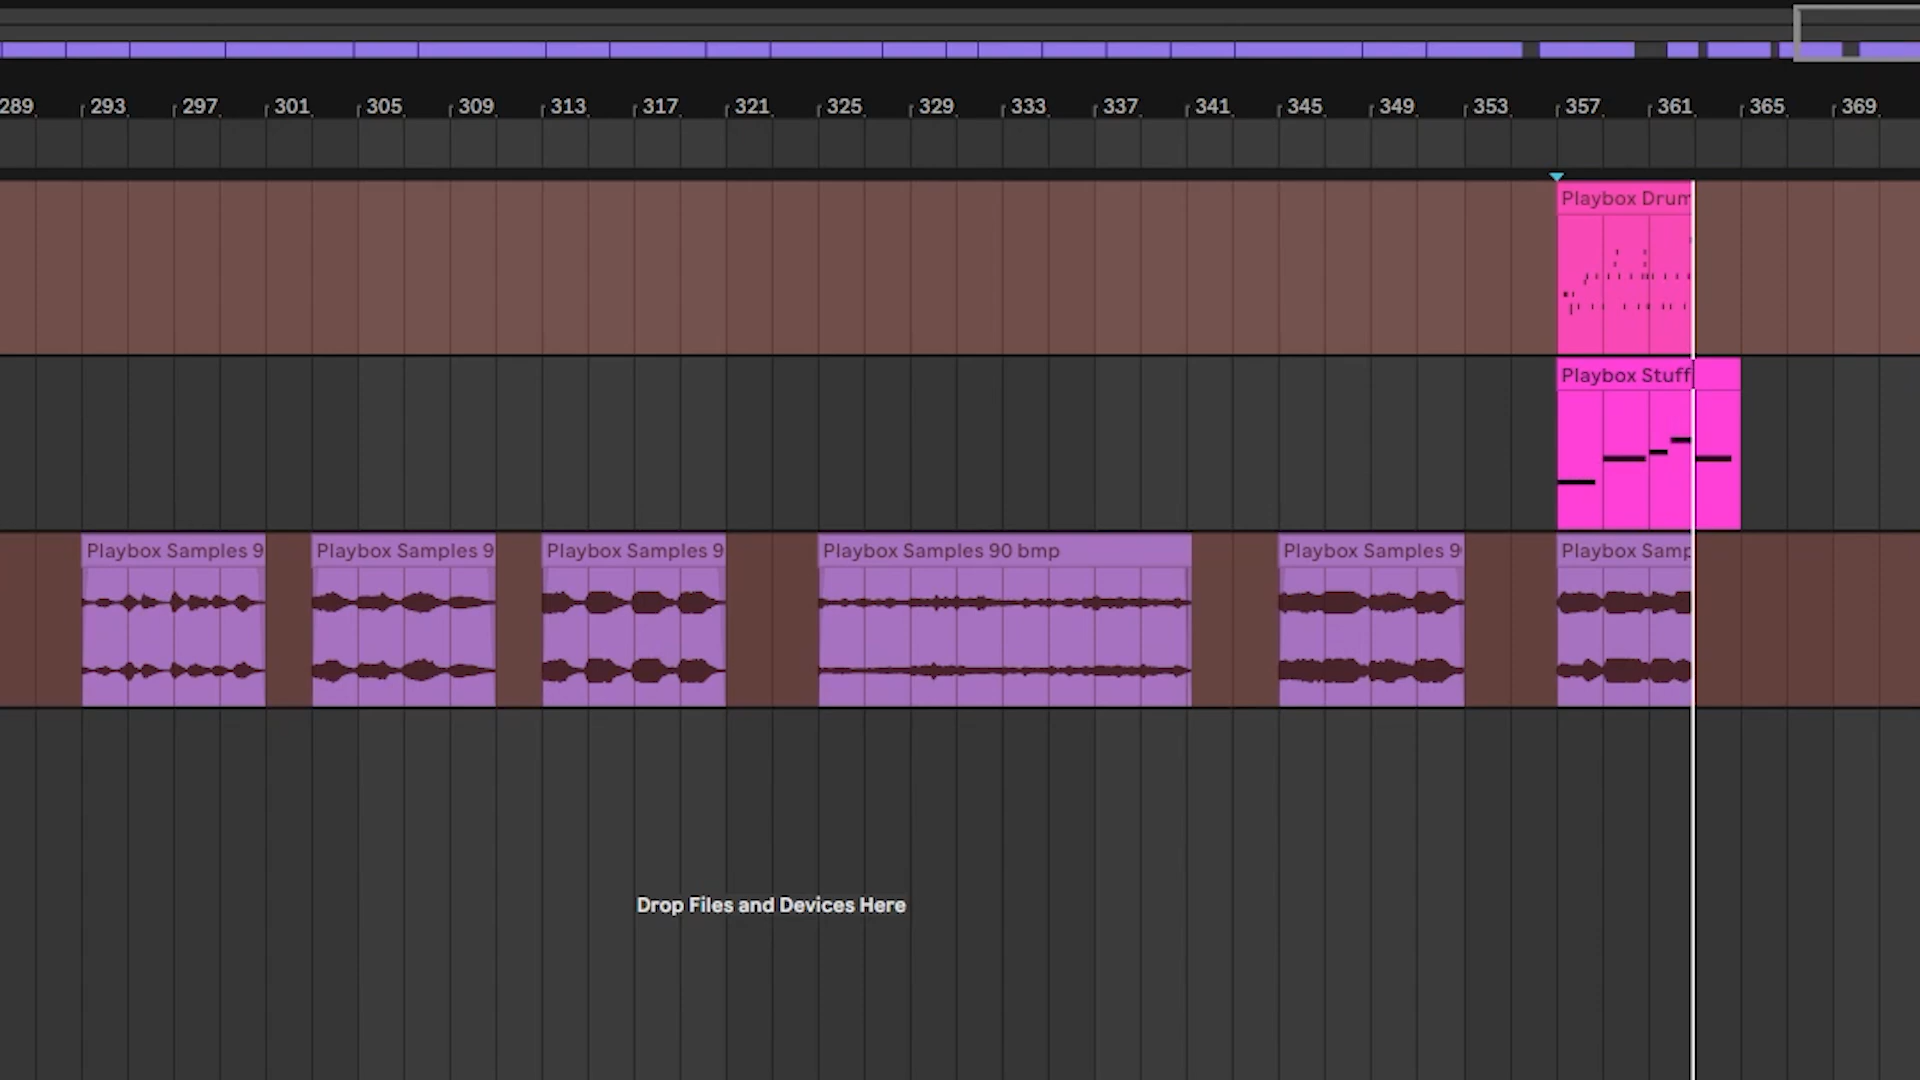 289 293 297 301 305 309 313 317 321 325 329 333 337 341 345 349 353 357 361 365 369
Playbox Drum
Playbox Stuff
Playbox Samples 9 Playbox Samples 9 Playbox Samples 9 Playbox Samples 90 bmp Playbox Samples 9 Playbox Samp
Drop Files and Devices Here